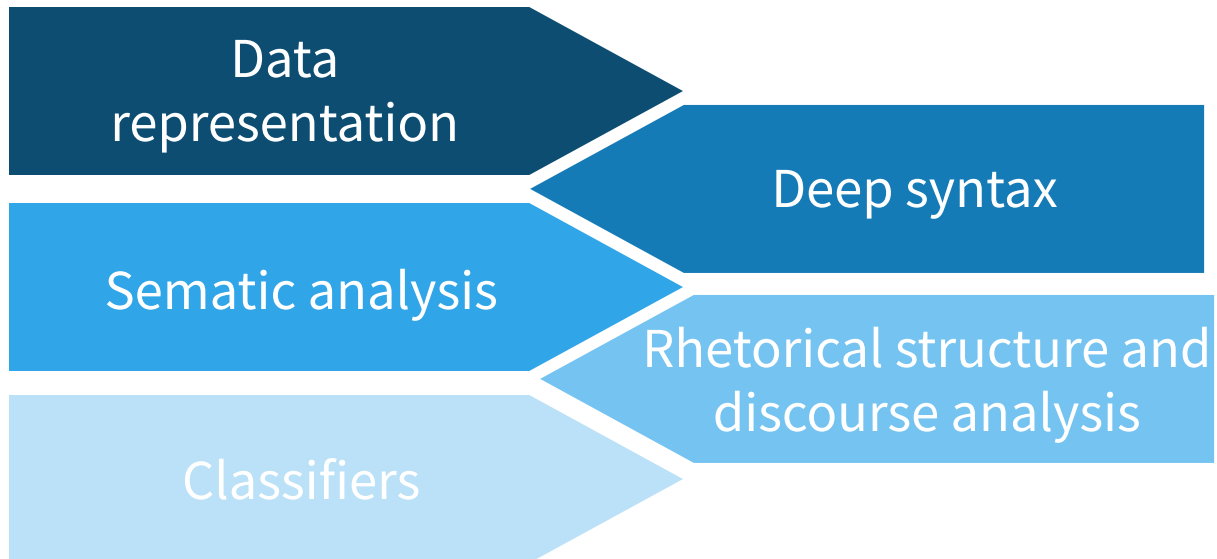 Data
representation
Deep syntax
Sematic analysis
Rhetorical structure and
discourse analysis
Classifiers